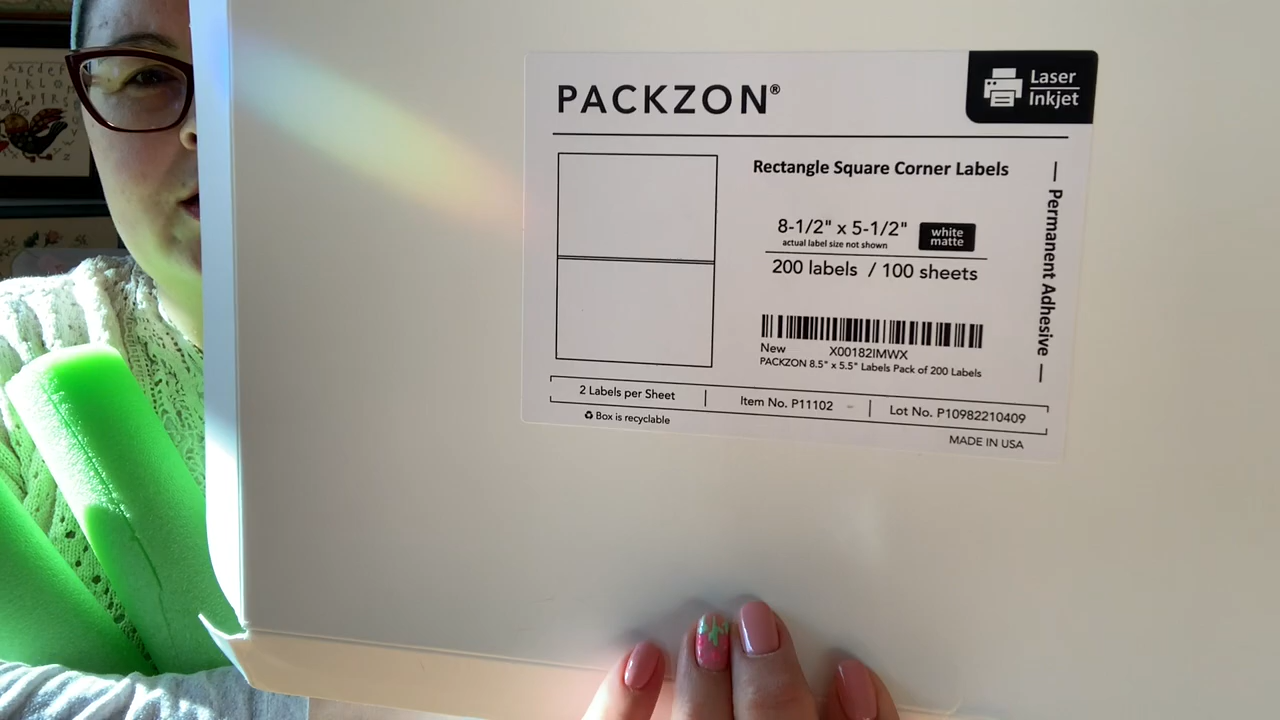 PACKZON®
Laser
Inkjet
Rectangle Square Corner Labels
8-1/2" x 5-1/2"
actual label size not shown
white
matte
200 labels / 100 sheets
— Permanent Adhesive —
New X00182IMWX
PACKZON 8.5" x 5.5" Labels Pack of 200 Labels
2 Labels per Sheet | Item No. P11102 | Lot No. P10982210409
Box is recyclable
MADE IN USA